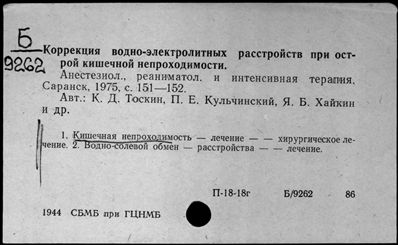 Б
9262
Коррекция водно-электролитных расстройств при ост-
рой кишечной непроходимости.
Анестезиол., реаниматол. и интенсивная терапия,
Саранск, 1975, с. 151—152.
Авт.: К. Д. Тоскин, П. Е. Кульчинский, Я. Б. Хайкин
и др.
1. Кишечная непроходимость — лечение — — хирургическое ле-
чение. 2. Водно-солевой обмен — расстройства — — лечение.
П-18-18г Б/9262 86
1944 СБМБ при ГЦНМБ